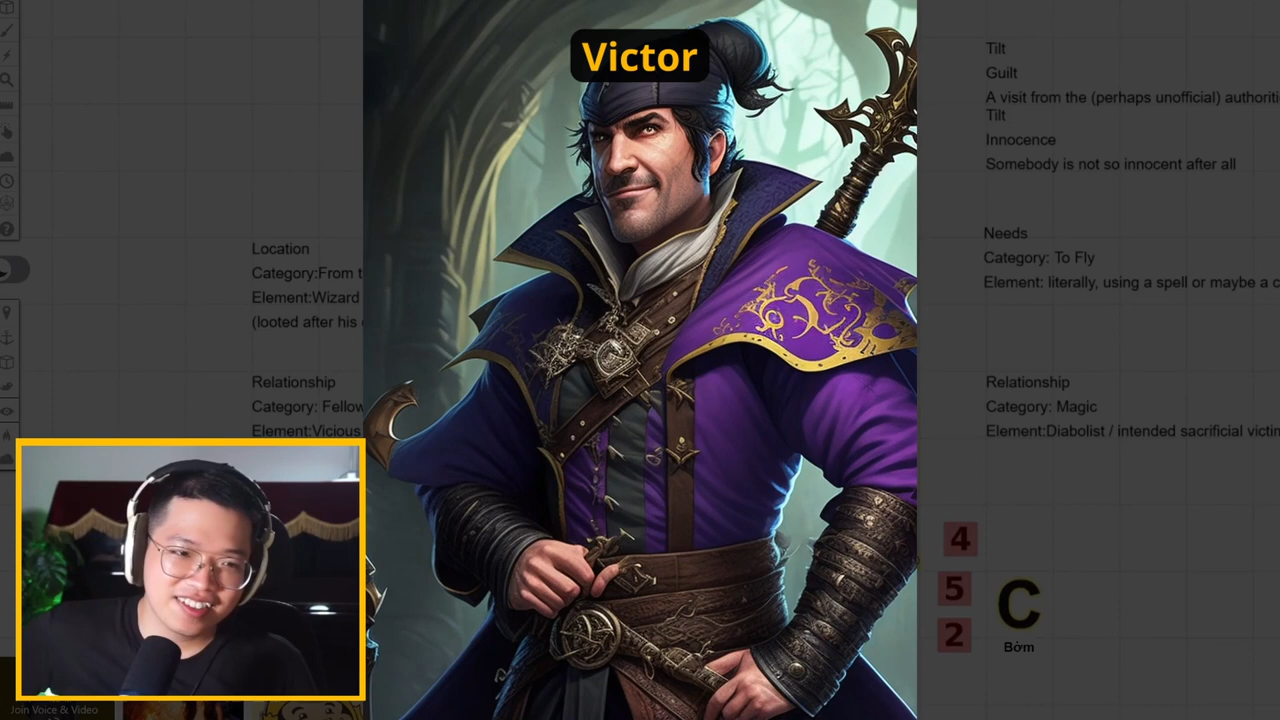 Victor
Tilt
Guilt
A visit from the (perhaps unofficial) authoriti
Tilt
Innocence
Somebody is not so innocent after all
Needs
Category: To Fly
Element: literally, using a spell or maybe a c
Location
Category:From t
Element:Wizard
(looted after his
Relationship
Category: Fellow
Element:Vicious
Relationship
Category: Magic
Element:Diabolist / intended sacrificial victin
4
5
2
C
Bờm
Join Voice & Video